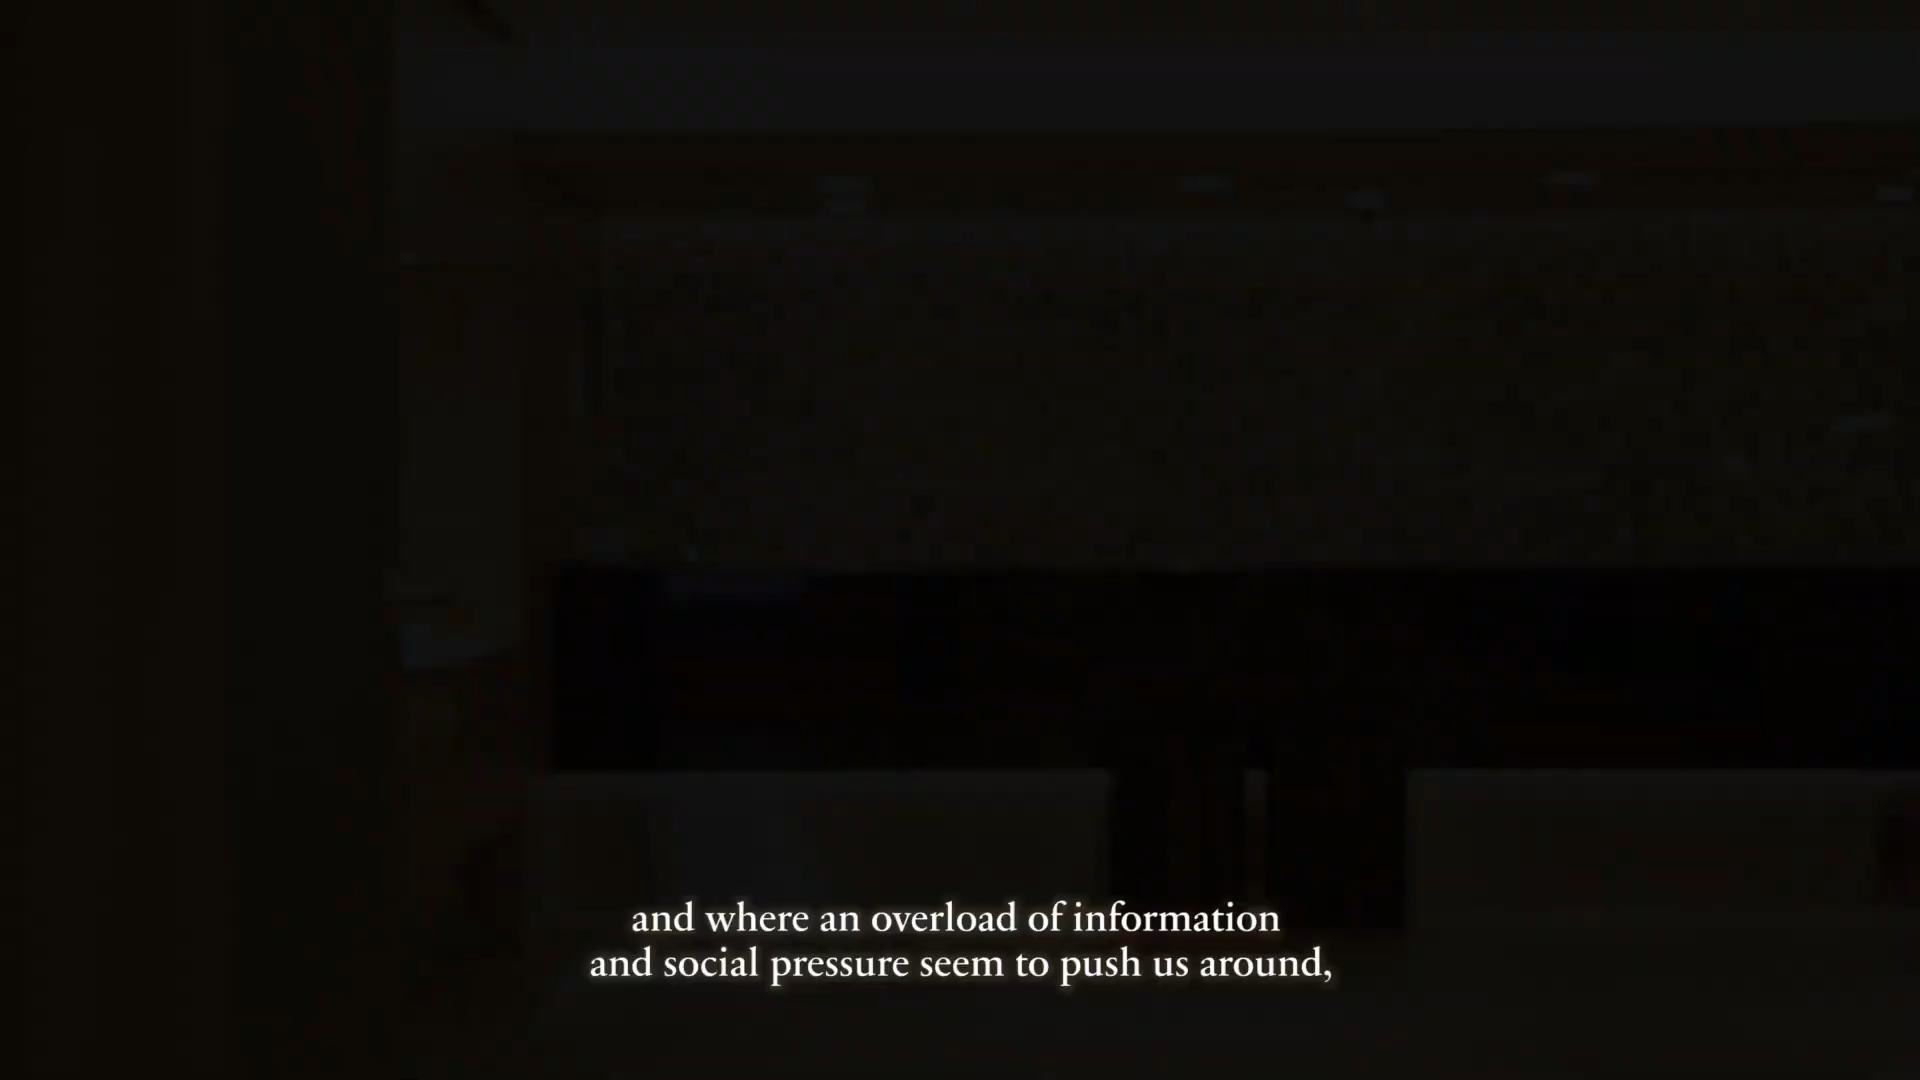 and where an overload of information
and social pressure seem to push us around,